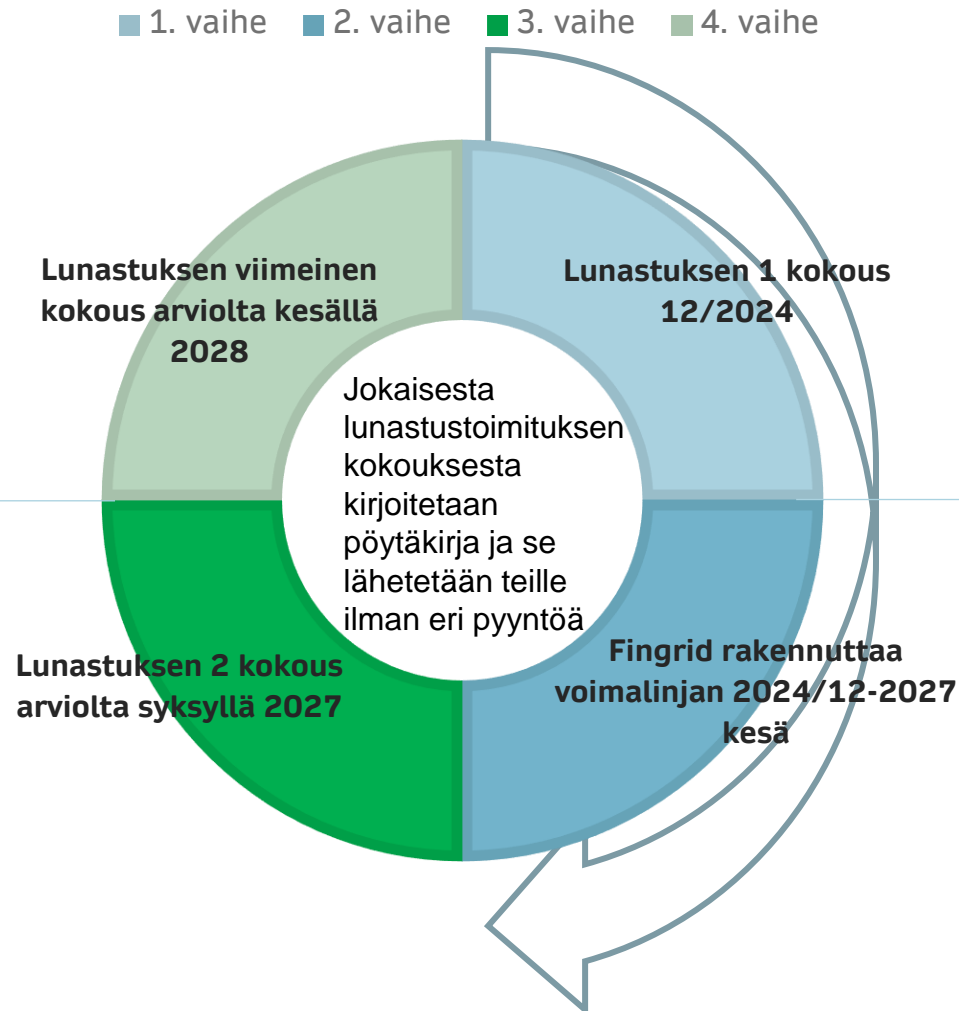 1. vaihe 2. vaihe 3. vaihe 4. vaihe
Lunastuksen 1 kokous
12/2024
Fingrid rakennuttaa
voimalinjan 2024/12-2027
kesä
Lunastuksen 2 kokous
arviolta syksyllä 2027
Lunastuksen viimeinen
kokous arviolta kesällä
2028
Jokaisesta
lunastustoimituksen
kokouksesta
kirjoitetaan
pöytäkirja ja se
lähetetään teille
ilman eri pyyntöä